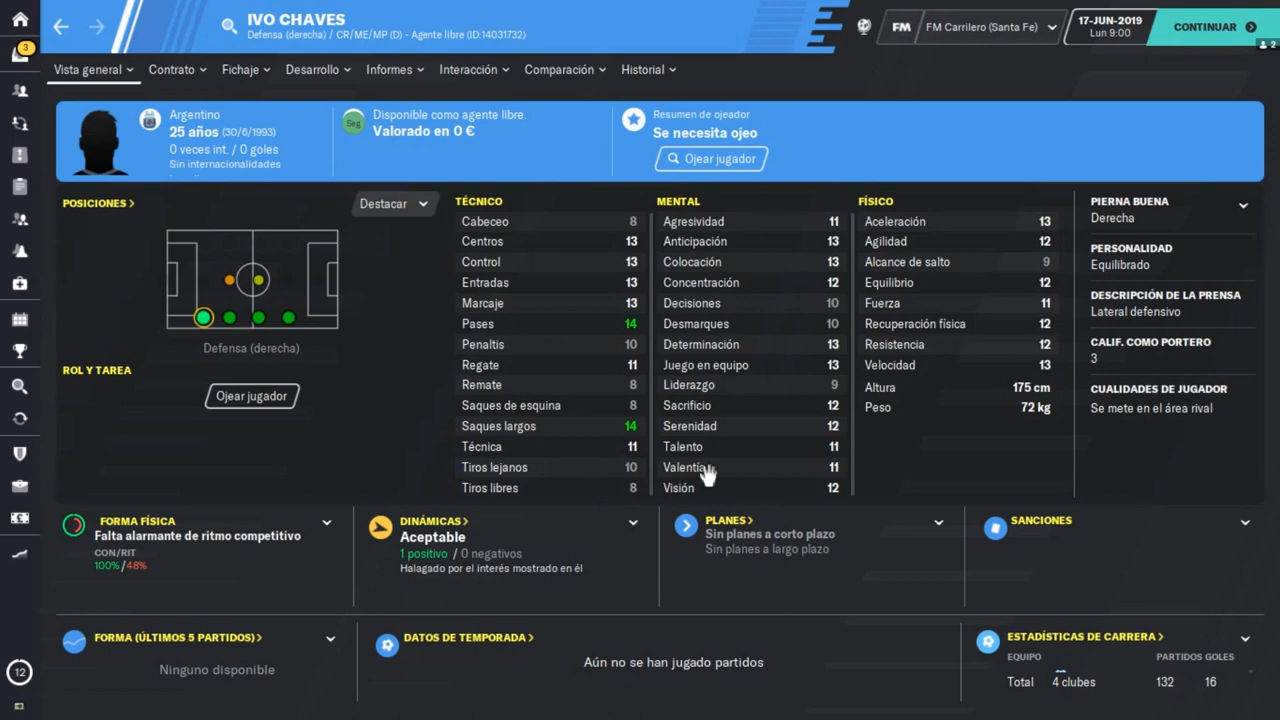 IVO CHAVES
Defensa (derecha) / CR/ME/MP (D) - Agente libre (ID:14031732)
FM
FM Carrilero (Santa Fe)
17-JUN-2019
Lun 9:00
CONTINUAR
2
3
Vista general
Contrato
Fichaje
Desarrollo
Informes
Interacción
Comparación
Historial
Argentino
25 años (30/6/1993)
0 veces int. / 0 goles
Sin internacionalidades
Seg
Disponible como agente libre.
Valorado en 0 €
Resumen de ojeador
Se necesita ojeo
Ojear jugador
POSICIONES
Destacar
Defensa (derecha)
ROL Y TAREA
Ojear jugador
TÉCNICO
Cabeceo 8
Centros 13
Control 13
Entradas 13
Marcaje 13
Pases 14
Penaltis 10
Regate 11
Remate 8
Saques de esquina 8
Saques largos 14
Técnica 11
Tiros lejanos 10
Tiros libres 8
MENTAL
Agresividad 11
Anticipación 13
Colocación 13
Concentración 12
Decisiones 10
Desmarques 10
Determinación 13
Juego en equipo 13
Liderazgo 9
Sacrificio 12
Serenidad 12
Talento 11
Valentía 11
Visión 12
FÍSICO
Aceleración 13
Agilidad 12
Alcance de salto 9
Equilibrio 12
Fuerza 11
Recuperación física 12
Resistencia 12
Velocidad 13
Altura 175 cm
Peso 72 kg
PIERNA BUENA
Derecha
PERSONALIDAD
Equilibrado
DESCRIPCIÓN DE LA PRENSA
Lateral defensivo
CALIF. COMO PORTERO
3
CUALIDADES DE JUGADOR
Se mete en el área rival
FORMA FÍSICA
Falta alarmante de ritmo competitivo
CON/RIT
100% /48%
DINÁMICAS
Aceptable
1 positivo / 0 negativos
Halagado por el interés mostrado en él
PLANES
Sin planes a corto plazo
Sin planes a largo plazo
SANCIONES
FORMA (ÚLTIMOS 5 PARTIDOS)
Ninguno disponible
DATOS DE TEMPORADA
Aún no se han jugado partidos
ESTADÍSTICAS DE CARRERA
EQUIPO PARTIDOS GOLES
Total 4 clubes 132 16
12